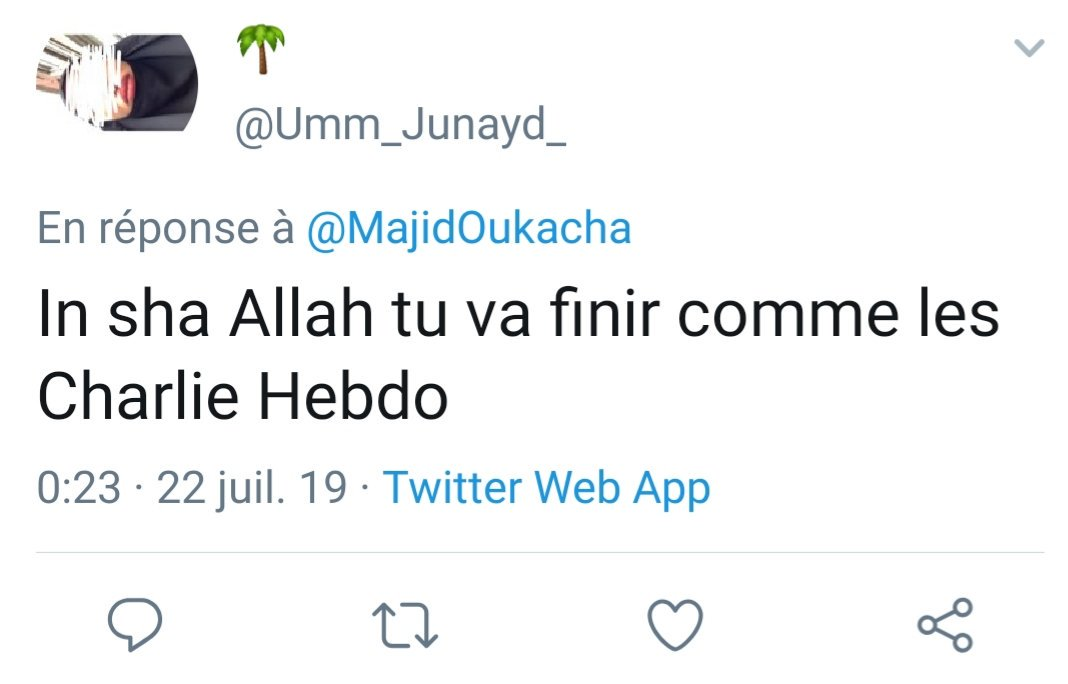 @Umm_Junayd_
En réponse à @MajidOukacha
In sha Allah tu va finir comme les
Charlie Hebdo
0:23 · 22 juil. 19 · Twitter Web App